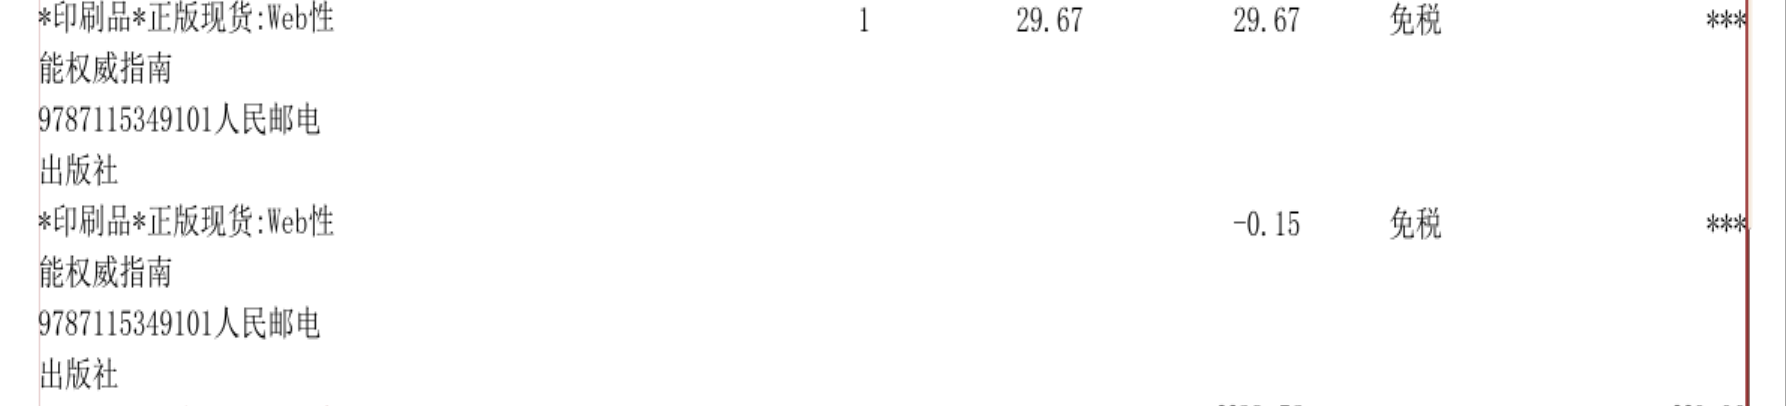 *印刷品*正版现货:Web性 1 29.67 29.67 免税 ***
能权威指南
9787115349101人民邮电
出版社
*印刷品*正版现货:Web性 -0.15 免税 ***
能权威指南
9787115349101人民邮电
出版社